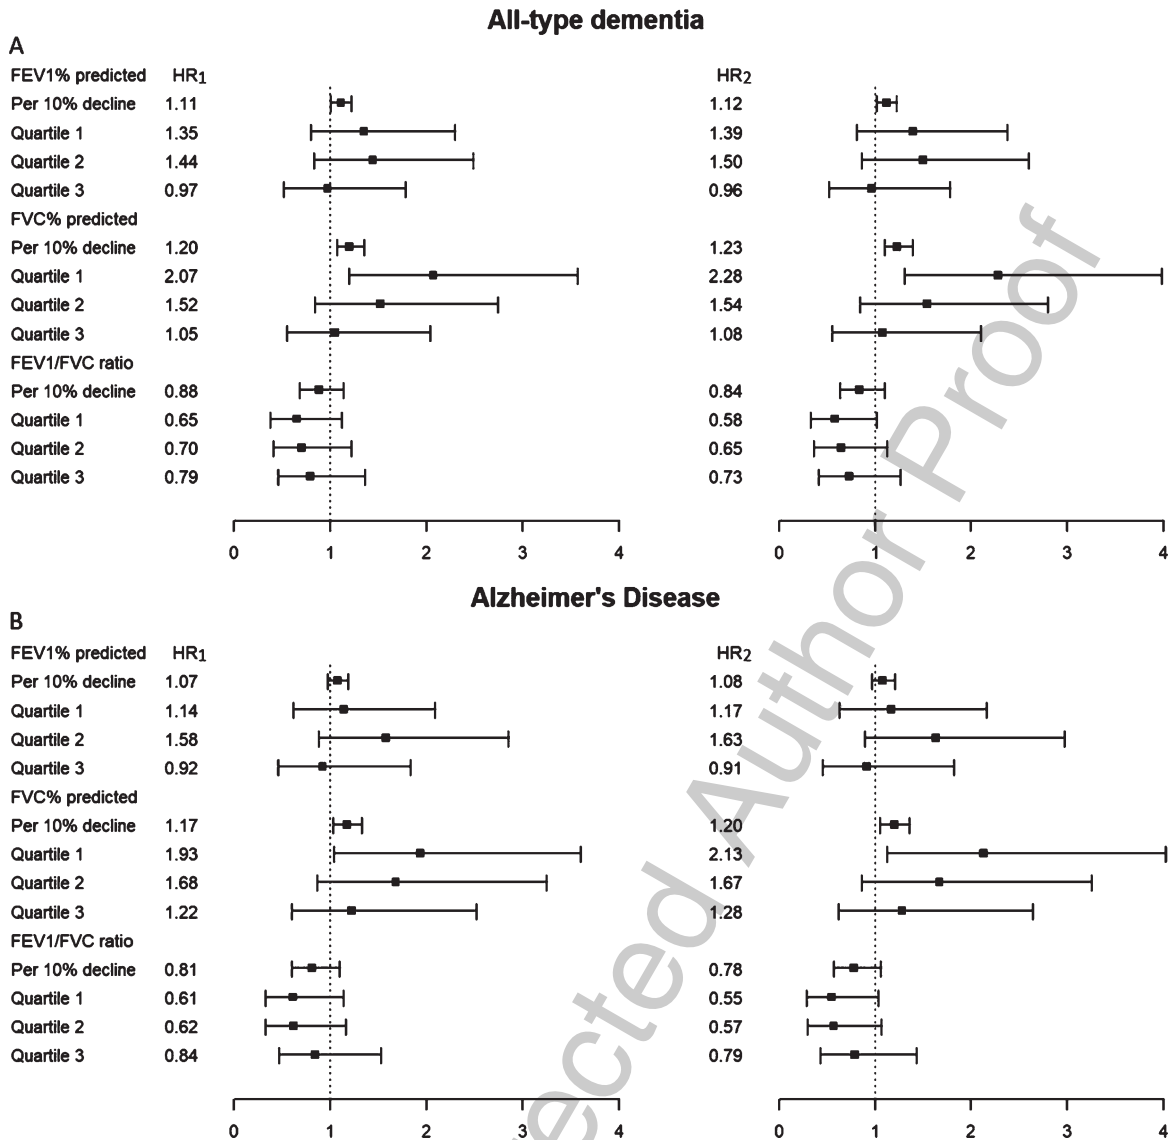 All-type dementia
A
FEV1% predicted HR1 HR2
Per 10% decline 1.11 1.12
Quartile 1 1.35 1.39
Quartile 2 1.44 1.50
Quartile 3 0.97 0.96
FVC% predicted
Per 10% decline 1.20 1.23
Quartile 1 2.07 2.28
Quartile 2 1.52 1.54
Quartile 3 1.05 1.08
FEV1/FVC ratio
Per 10% decline 0.88 0.84
Quartile 1 0.65 0.58
Quartile 2 0.70 0.65
Quartile 3 0.79 0.73
0 1 2 3 4 0 1 2 3 4
Alzheimer's Disease
B
FEV1% predicted HR1 HR2
Per 10% decline 1.07 1.08
Quartile 1 1.14 1.17
Quartile 2 1.58 1.63
Quartile 3 0.92 0.91
FVC% predicted
Per 10% decline 1.17 1.20
Quartile 1 1.93 2.13
Quartile 2 1.68 1.67
Quartile 3 1.22 1.28
FEV1/FVC ratio
Per 10% decline 0.81 0.78
Quartile 1 0.61 0.55
Quartile 2 0.62 0.57
Quartile 3 0.84 0.79
0 1 2 3 4 0 1 2 3 4
ected Author Proof